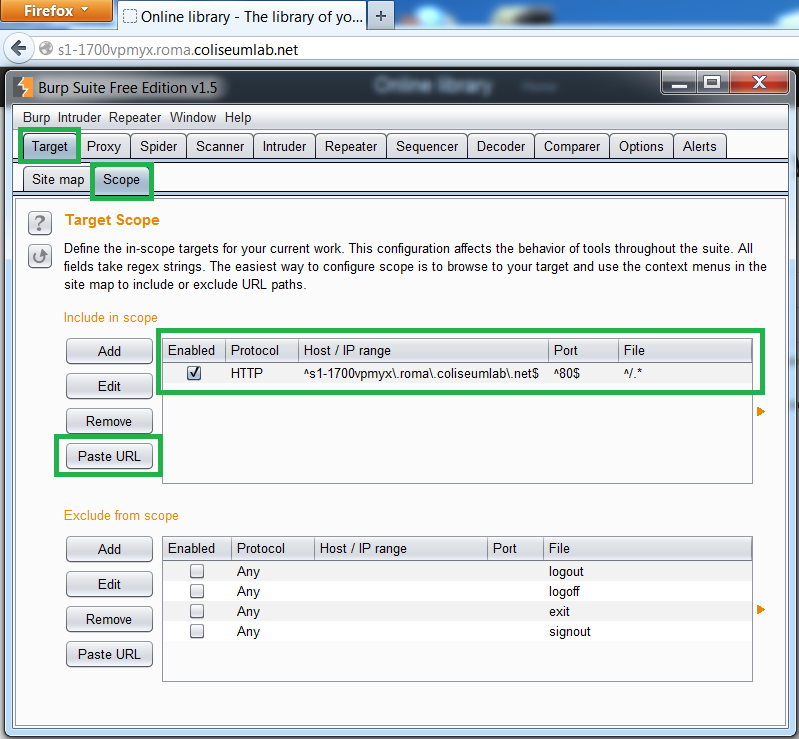 Firefox
Online library - The library of yo...
s1-1700vpmyx.roma.coliseumlab.net
Burp Suite Free Edition v1.5
Online library
Home
Burp Intruder Repeater Window Help
Target Proxy Spider Scanner Intruder Repeater Sequencer Decoder Comparer Options Alerts
Site map Scope
? Target Scope
Define the in-scope targets for your current work. This configuration affects the behavior of tools throughout the suite. All
fields take regex strings. The easiest way to configure scope is to browse to your target and use the context menus in the
site map to include or exclude URL paths.
Include in scope
Add
Edit
Remove
Paste URL
Enabled Protocol Host / IP range Port File
HTTP ^s1-1700vpmyx\.roma\.coliseumlab\.net$ ^80$ ^/.*
Exclude from scope
Add
Edit
Remove
Paste URL
Enabled Protocol Host / IP range Port File
Any logout
Any logoff
Any exit
Any signout